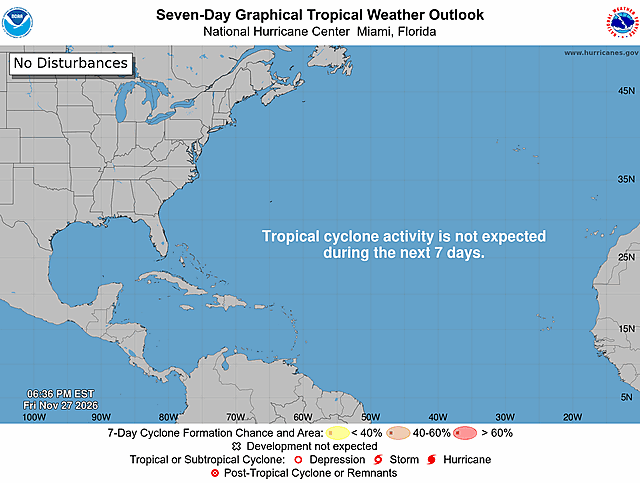 Seven-Day Graphical Tropical Weather Outlook
National Hurricane Center Miami, Florida
NOAA
www.hurricanes.gov
No Disturbances
45N
35N
Tropical cyclone activity is not expected
during the next 7 days.
25N
15N
5N
06:36 PM EST
Fri Nov 27 2026
100W 90W 80W 70W 60W 50W 40W 30W 20W
7-Day Cyclone Formation Chance and Area: < 40% 40-60% > 60%
Development not expected
Tropical or Subtropical Cyclone: Depression Storm Hurricane
Post-Tropical Cyclone or Remnants